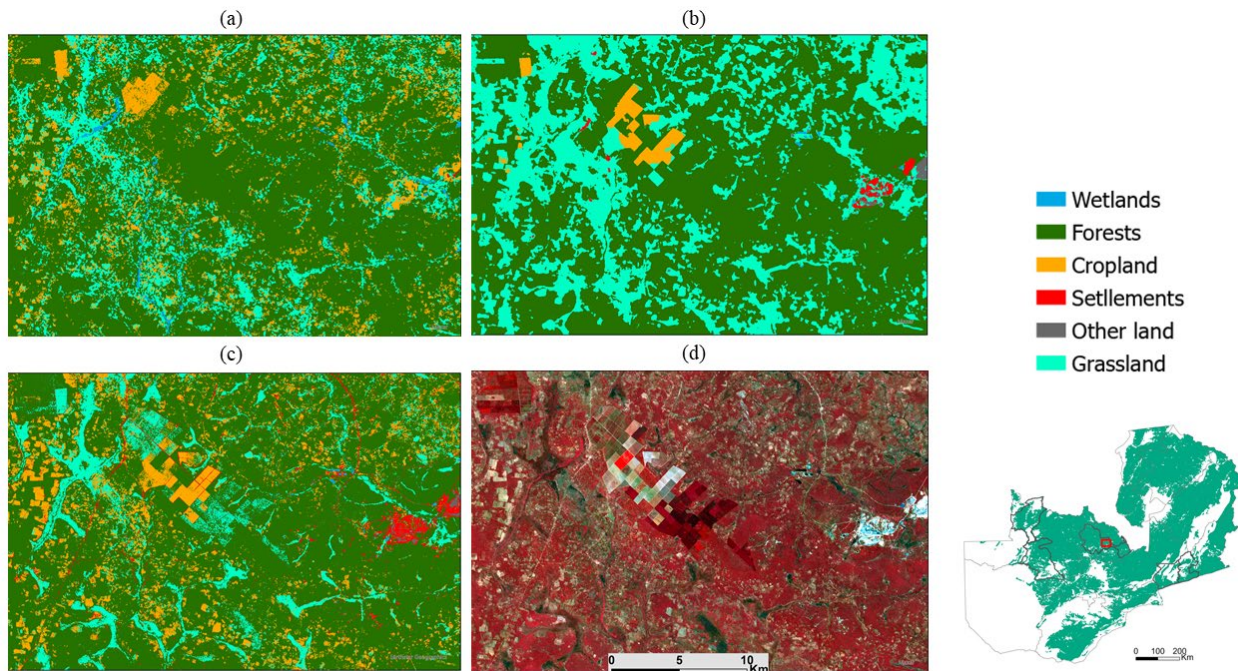 (a)
(b)
Wetlands
Forests
Cropland
Setllements
Other land
Grassland
(c)
(d)
0 5 10
Km
0 100 200
Km